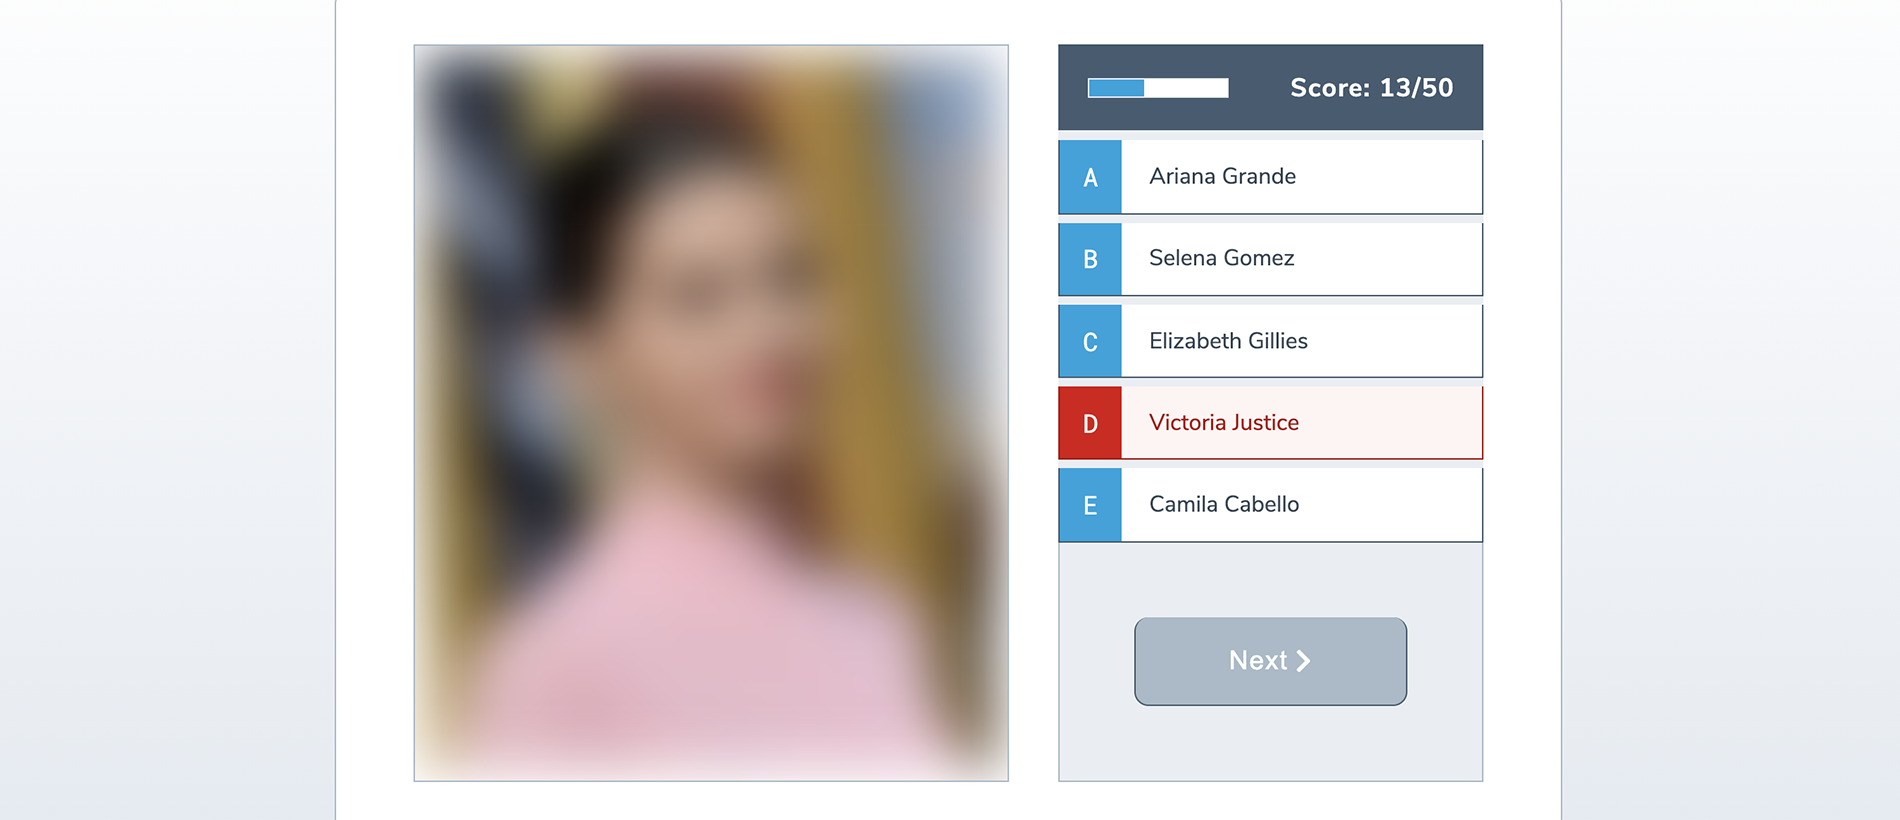 Score: 13/50
A Ariana Grande
B Selena Gomez
C Elizabeth Gillies
D Victoria Justice
E Camila Cabello
Next